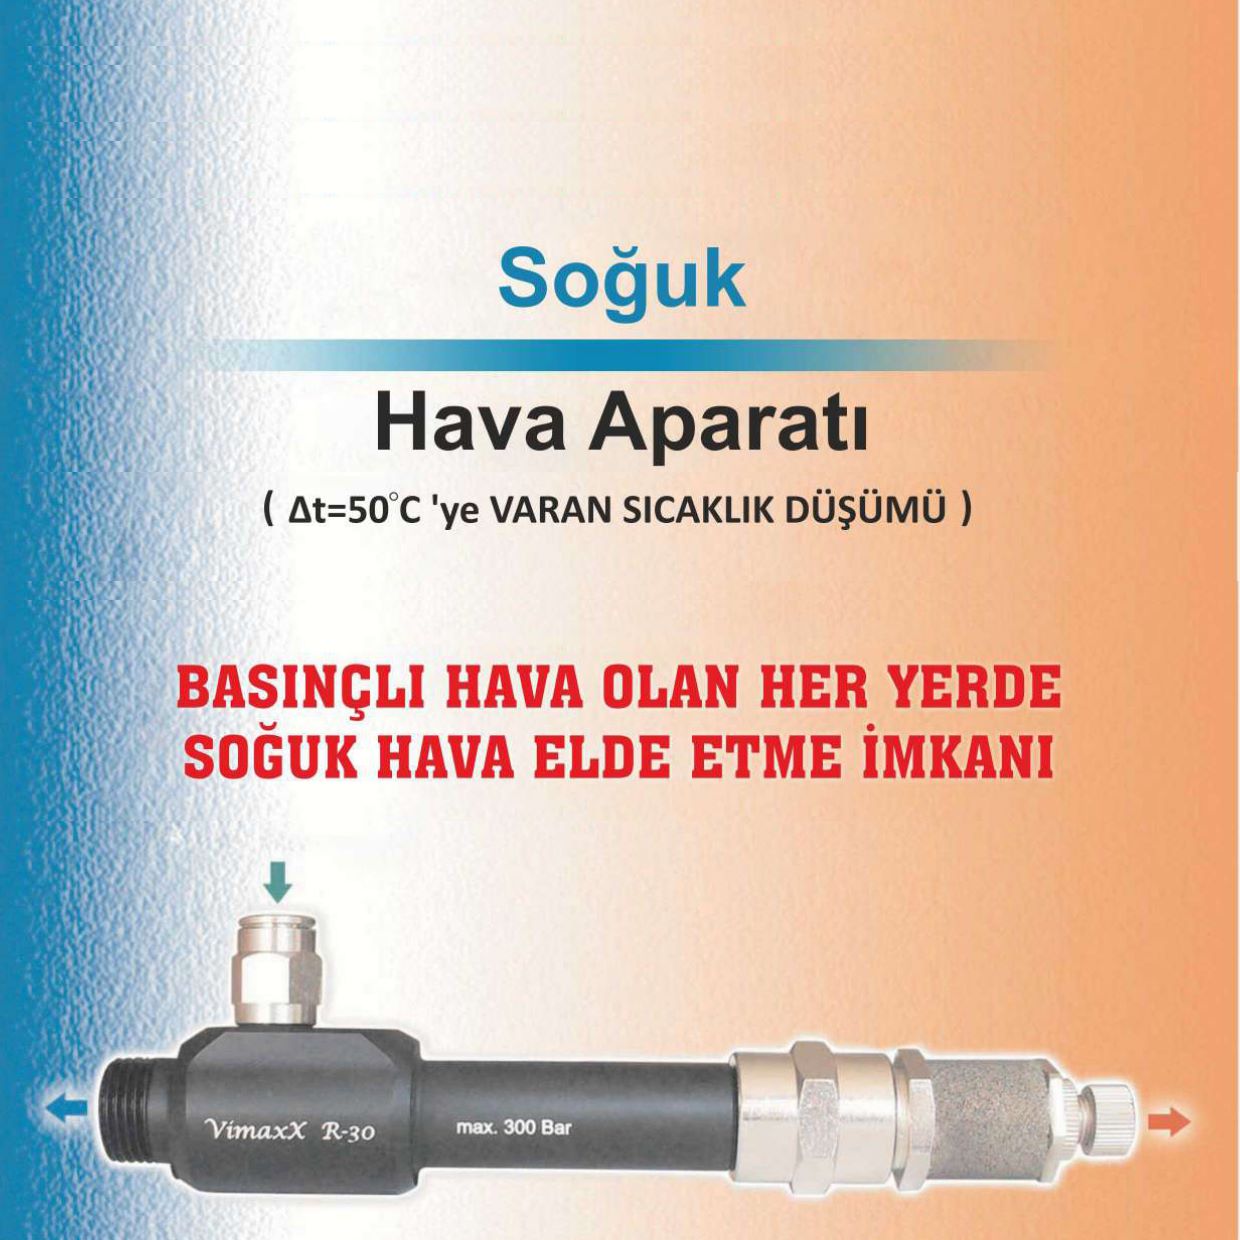 Soğuk
Hava Aparatı
( Δt=50°C 'ye VARAN SICAKLIK DÜŞÜMÜ )
BASINÇLI HAVA OLAN HER YERDE
SOĞUK HAVA ELDE ETME İMKANI
VimaxX R-30
max. 300 Bar